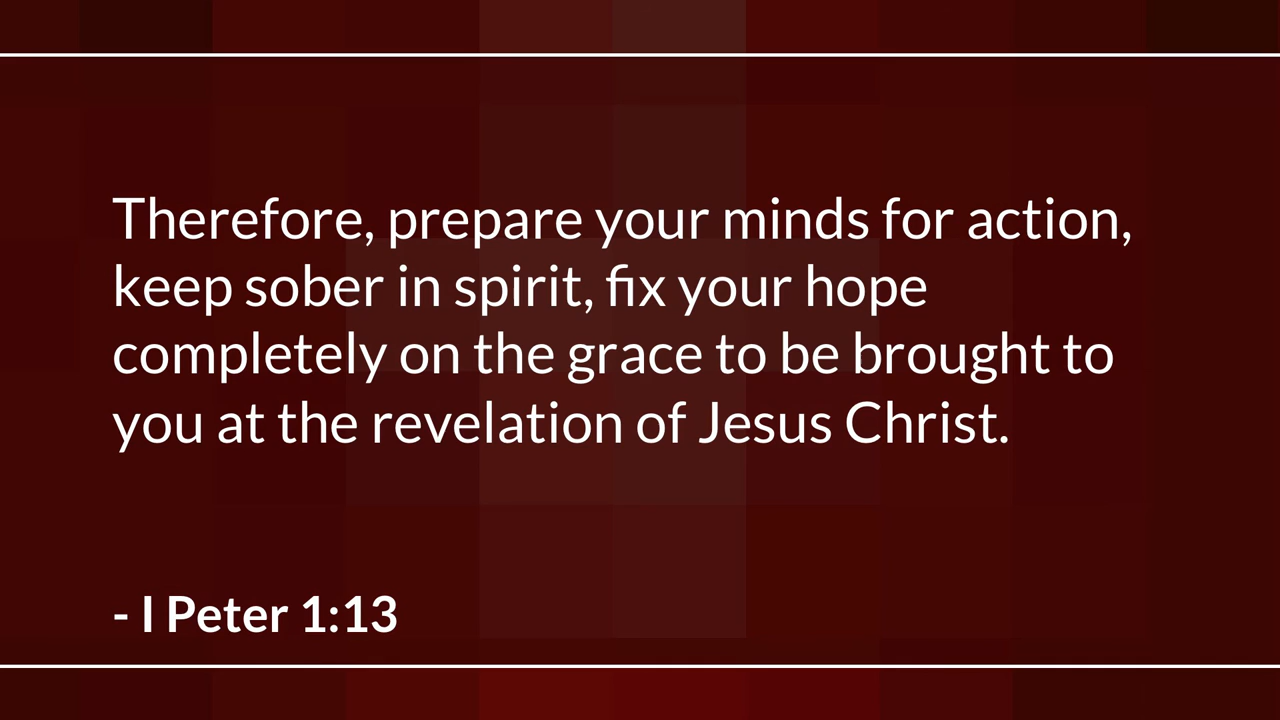 Therefore, prepare your minds for action,
keep sober in spirit, fix your hope
completely on the grace to be brought to
you at the revelation of Jesus Christ.
- I Peter 1:13